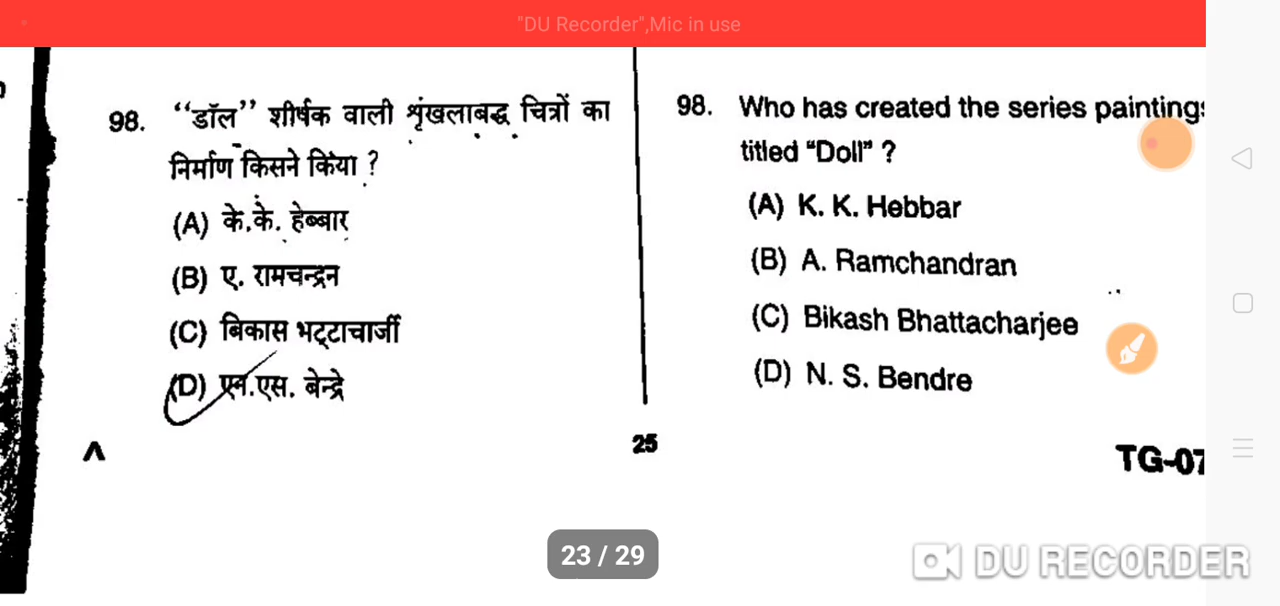 "DU Recorder",Mic in use
98. “डॉल” शीर्षक वाली शृंखलाबद्ध चित्रों का
निर्माण किसने किया ?
(A) के.के. हेब्बार
(B) ए. रामचन्द्रन
(C) बिकास भट्टाचार्जी
(D) एन.एस. बेन्द्रे
98. Who has created the series paintings
titled “Doll” ?
(A) K. K. Hebbar
(B) A. Ramchandran
(C) Bikash Bhattacharjee
(D) N. S. Bendre
25
TG-07
23 / 29
DU RECORDER